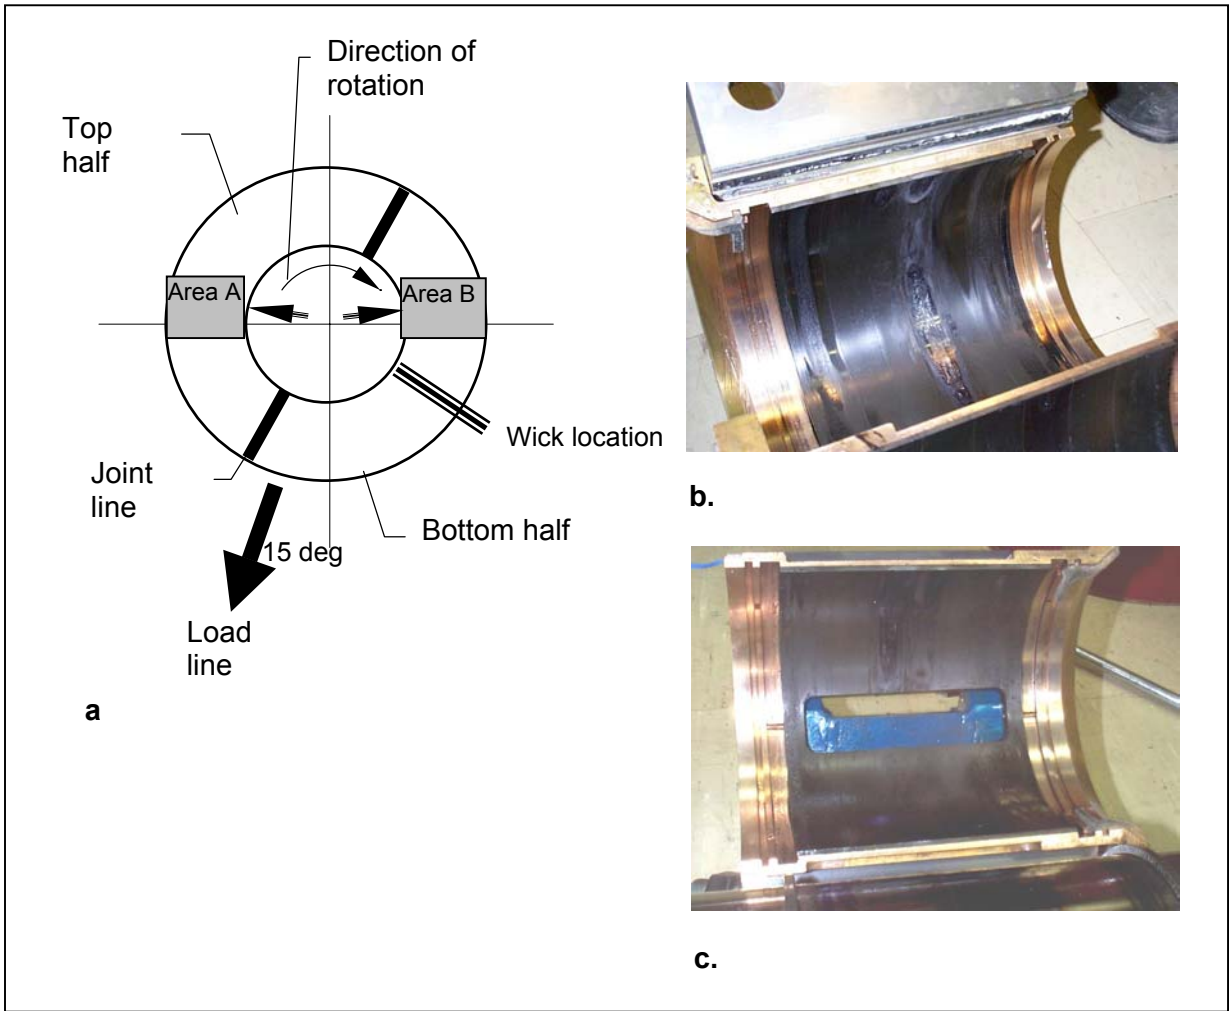 Direction of
rotation
Top
half
Area A
Area B
Wick location
Joint
line
Bottom half
15 deg
Load
line
a
b.
c.